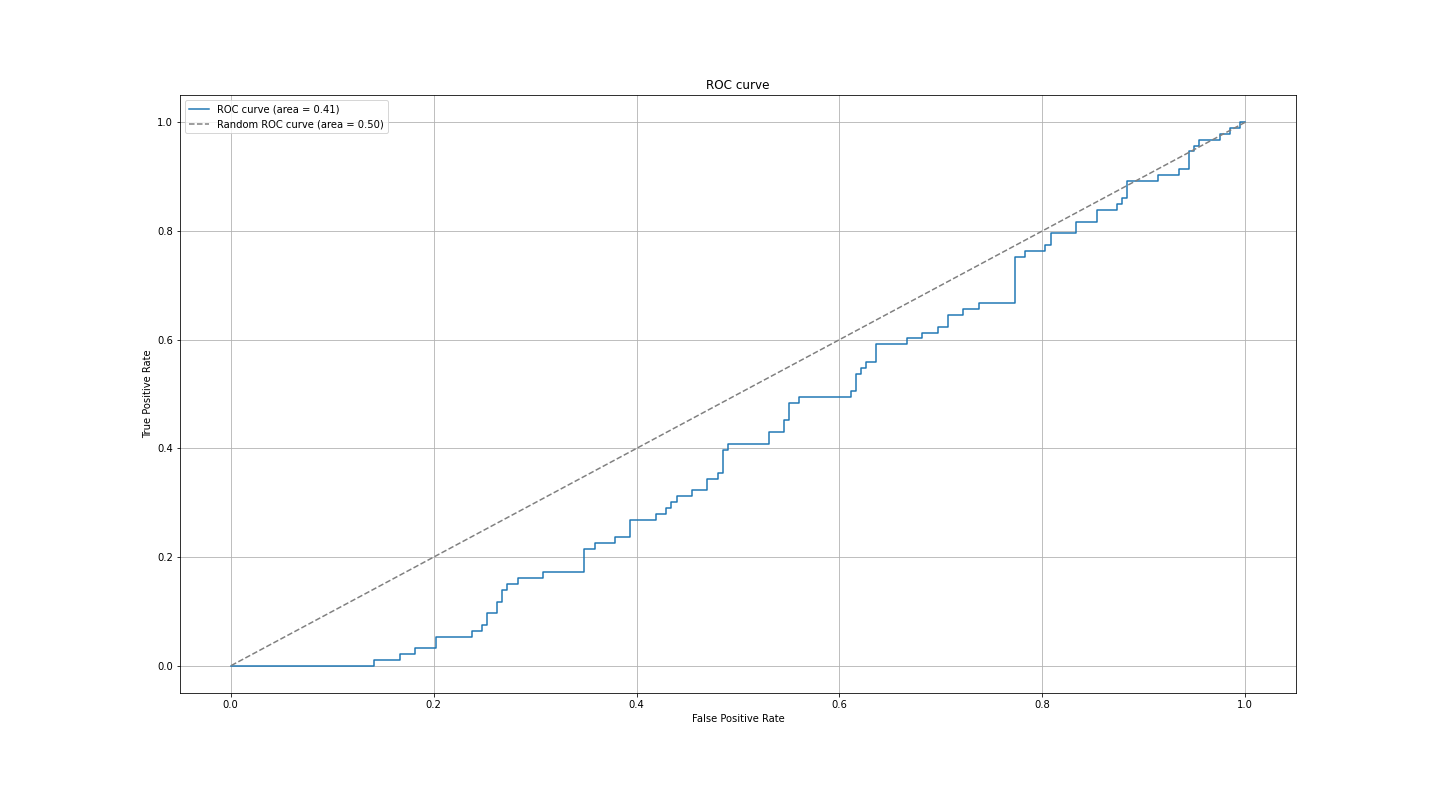 ROC curve
ROC curve (area = 0.41)
Random ROC curve (area = 0.50)
1.0
0.8
0.6
0.4
0.2
0.0
True Positive Rate
0.0 0.2 0.4 0.6 0.8 1.0
False Positive Rate